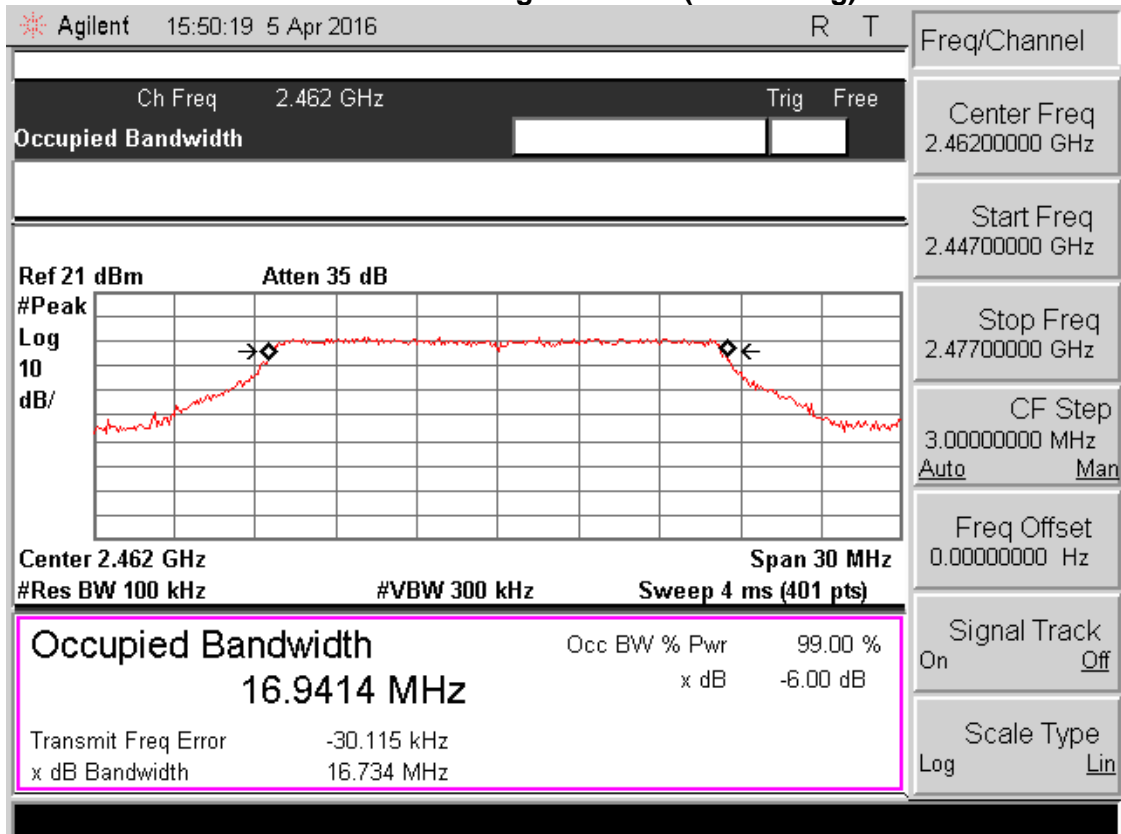 Agilent 15:50:19 5 Apr 2016 R T
Freq/Channel
Ch Freq 2.462 GHz Trig Free
Occupied Bandwidth
Center Freq
2.46200000 GHz
Start Freq
2.44700000 GHz
Ref 21 dBm Atten 35 dB
#Peak
Log
10
dB/
Stop Freq
2.47700000 GHz
CF Step
3.00000000 MHz
Auto Man
Center 2.462 GHz Span 30 MHz
#Res BW 100 kHz #VBW 300 kHz Sweep 4 ms (401 pts)
Freq Offset
0.00000000 Hz
Occupied Bandwidth Occ BW % Pwr 99.00 %
16.9414 MHz x dB -6.00 dB
Transmit Freq Error -30.115 kHz
x dB Bandwidth 16.734 MHz
Signal Track
On Off
Scale Type
Log Lin